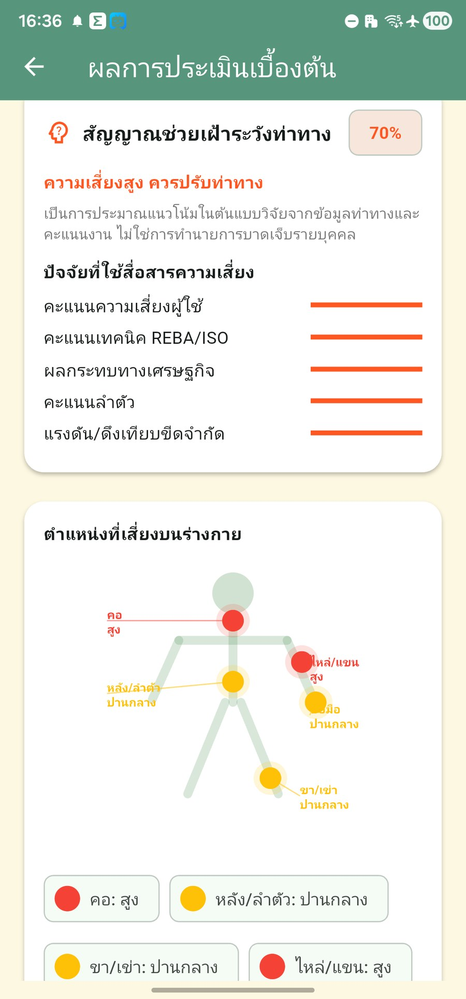 16:36
100
ผลการประเมินเบื้องต้น
สัญญาณช่วยเฝ้าระวังท่าทาง
70%
ความเสี่ยงสูง ควรปรับท่าทาง
เป็นการประมาณแนวโน้มในต้นแบบวิจัยจากข้อมูลท่าทางและ
คะแนนงาน ไม่ใช่การทำนายการบาดเจ็บรายบุคคล
ปัจจัยที่ใช้สื่อสารความเสี่ยง
คะแนนความเสี่ยงผู้ใช้
คะแนนเทคนิค REBA/ISO
ผลกระทบทางเศรษฐกิจ
คะแนนลำตัว
แรงดัน/ดึงเทียบขีดจำกัด
ตำแหน่งที่เสี่ยงบนร่างกาย
คอ
สูง
ไหล่/แขน
สูง
หลัง/ลำตัว
ปานกลาง
ปานกลาง
ขา/เข่า
ปานกลาง
คอ: สูง
หลัง/ลำตัว: ปานกลาง
ขา/เข่า: ปานกลาง
ไหล่/แขน: สูง